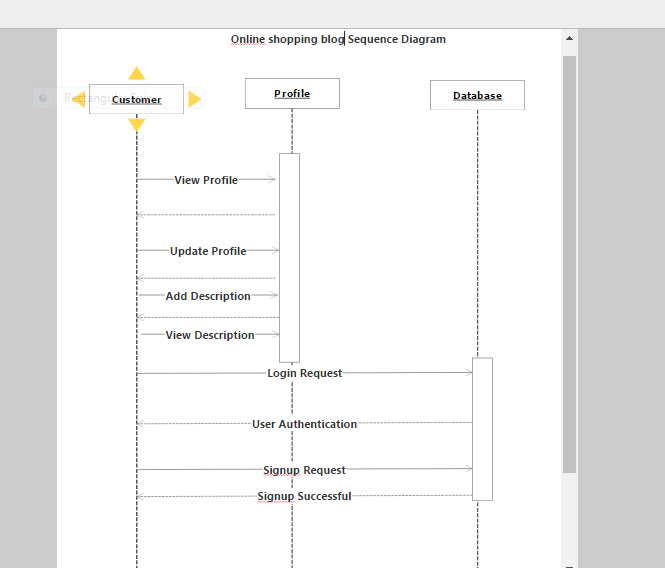 Online shopping blog Sequence Diagram
Customer
Profile
Database
View Profile
Update Profile
Add Description
View Description
Login Request
User Authentication
Signup Request
Signup Successful